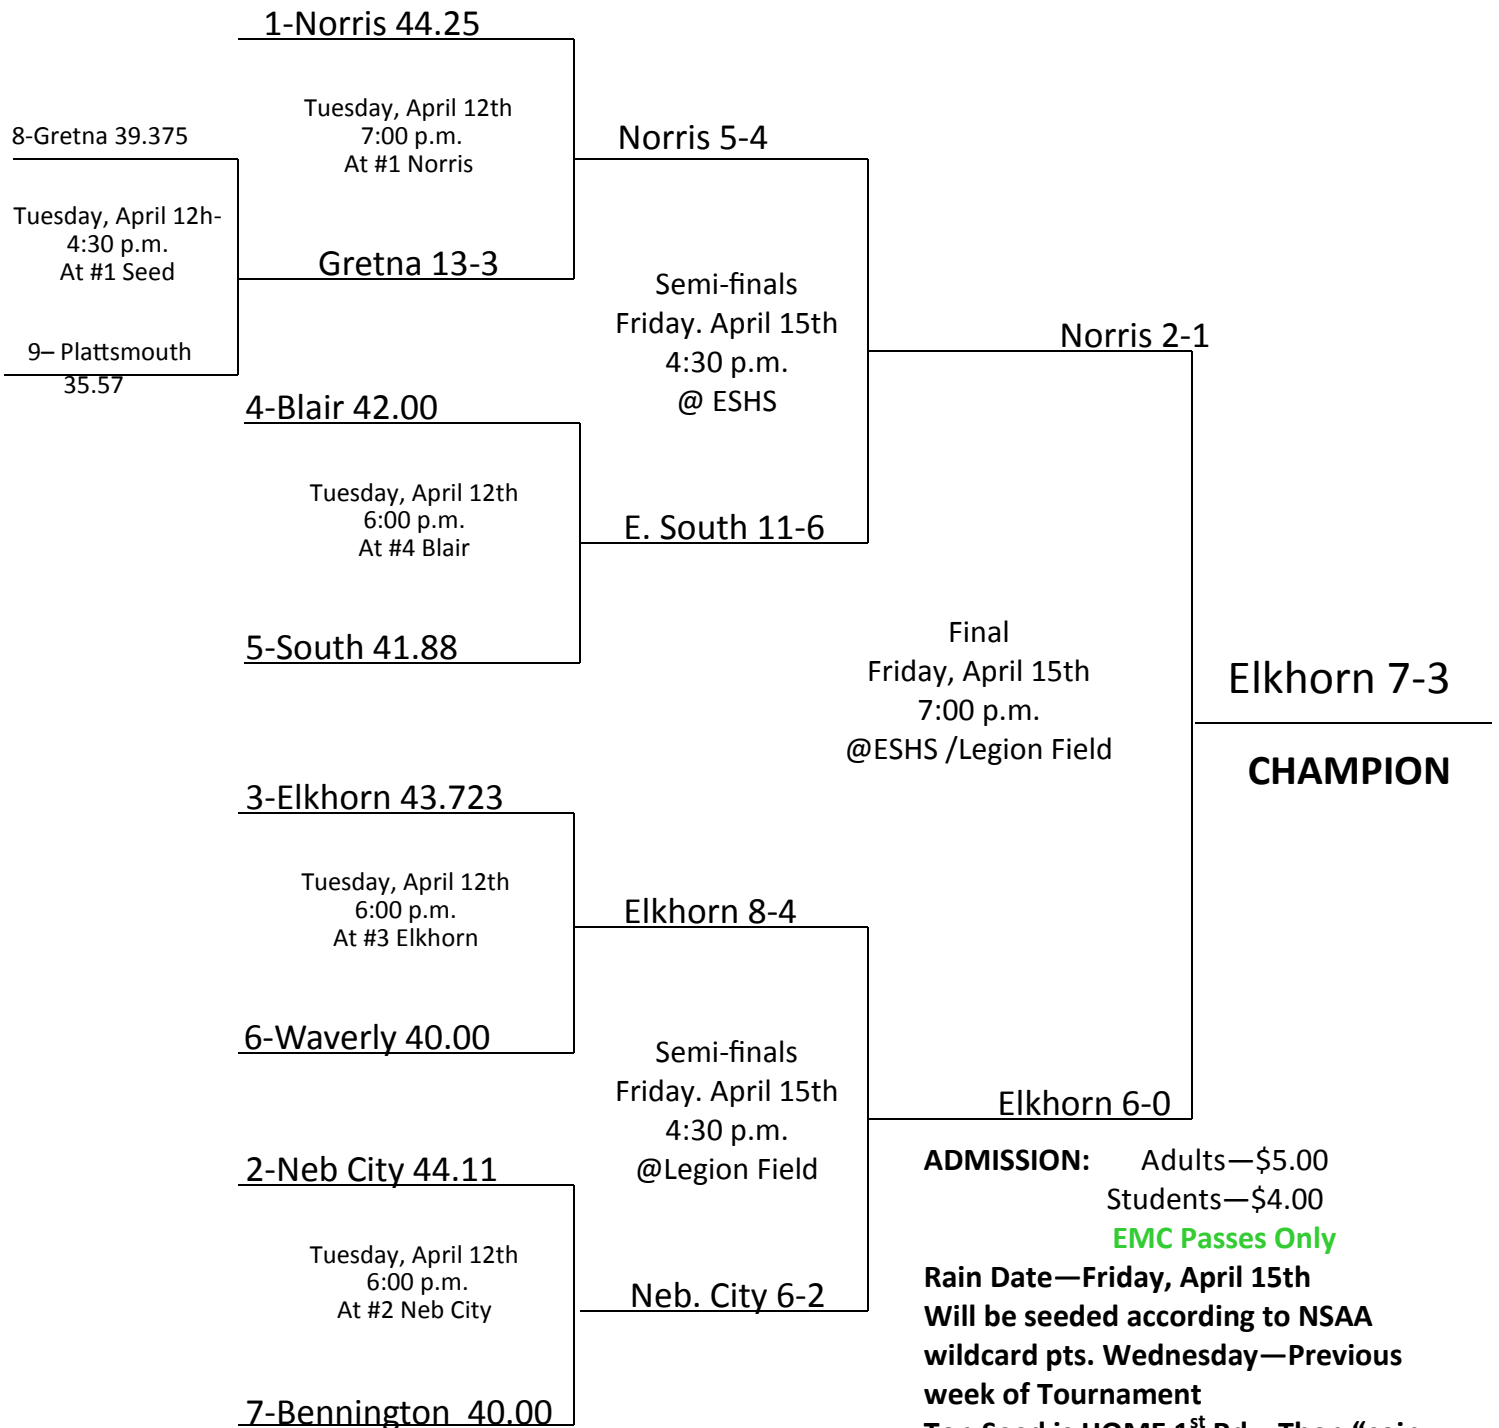 1-Norris 44.25
Tuesday, April 12th
7:00 p.m.
At #1 Norris
8-Gretna 39.375
Tuesday, April 12h-
4:30 p.m.
At #1 Seed
9– Plattsmouth
35.57
Gretna 13-3
Norris 5-4
Semi-finals
Friday. April 15th
4:30 p.m.
@ ESHS
4-Blair 42.00
Tuesday, April 12th
6:00 p.m.
At #4 Blair
5-South 41.88
E. South 11-6
Norris 2-1
Final
Friday, April 15th
7:00 p.m.
@ESHS /Legion Field
Elkhorn 7-3
CHAMPION
3-Elkhorn 43.723
Tuesday, April 12th
6:00 p.m.
At #3 Elkhorn
6-Waverly 40.00
Elkhorn 8-4
Semi-finals
Friday. April 15th
4:30 p.m.
@Legion Field
2-Neb City 44.11
Tuesday, April 12th
6:00 p.m.
At #2 Neb City
7-Bennington 40.00
Neb. City 6-2
Elkhorn 6-0
ADMISSION: Adults—$5.00
Students—$4.00
EMC Passes Only
Rain Date—Friday, April 15th
Will be seeded according to NSAA
wildcard pts. Wednesday—Previous
week of Tournament
Top Seed is HOME 1st Rd